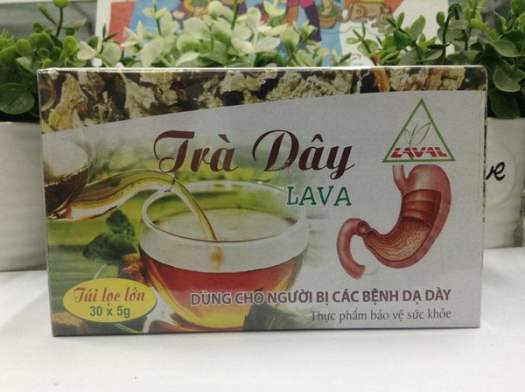 Trà Dây
LAVA
LAVAL
Túi lọc lớn
30 x 5g
DÙNG CHO NGƯỜI BỊ CÁC BỆNH DẠ DÀY
Thực phẩm bảo vệ sức khỏe